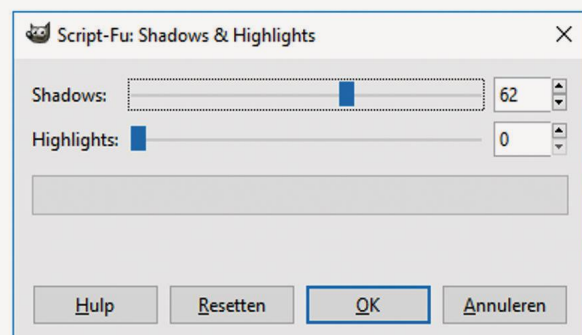 Script-Fu: Shadows & Highlights
Shadows: 62
Highlights: 0
Hulp Resetten OK Annuleren